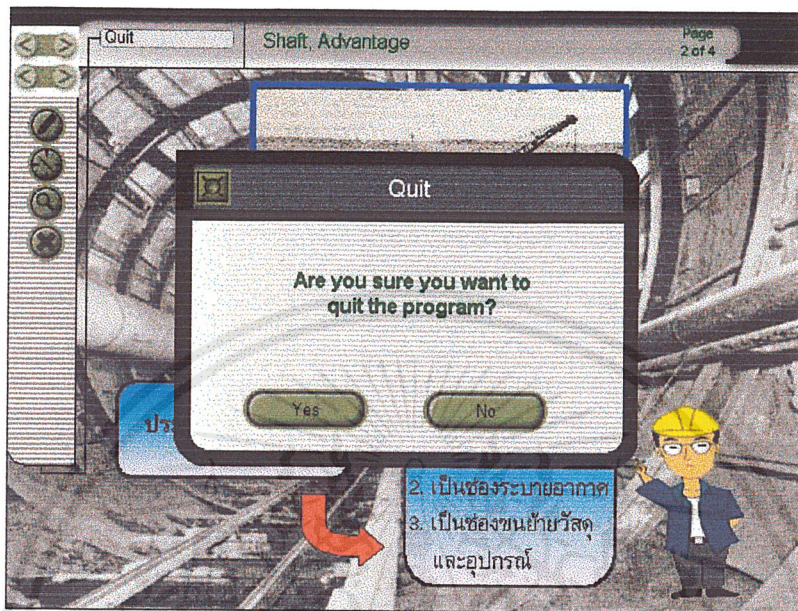 Quit
Shaft, Advantage
Page
2 of 4
Quit
Are you sure you want to
quit the program?
Yes
No
2. เป็นช่องระบายอากาศ
3. เป็นช่องขนย้ายวัสดุ
และอุปกรณ์